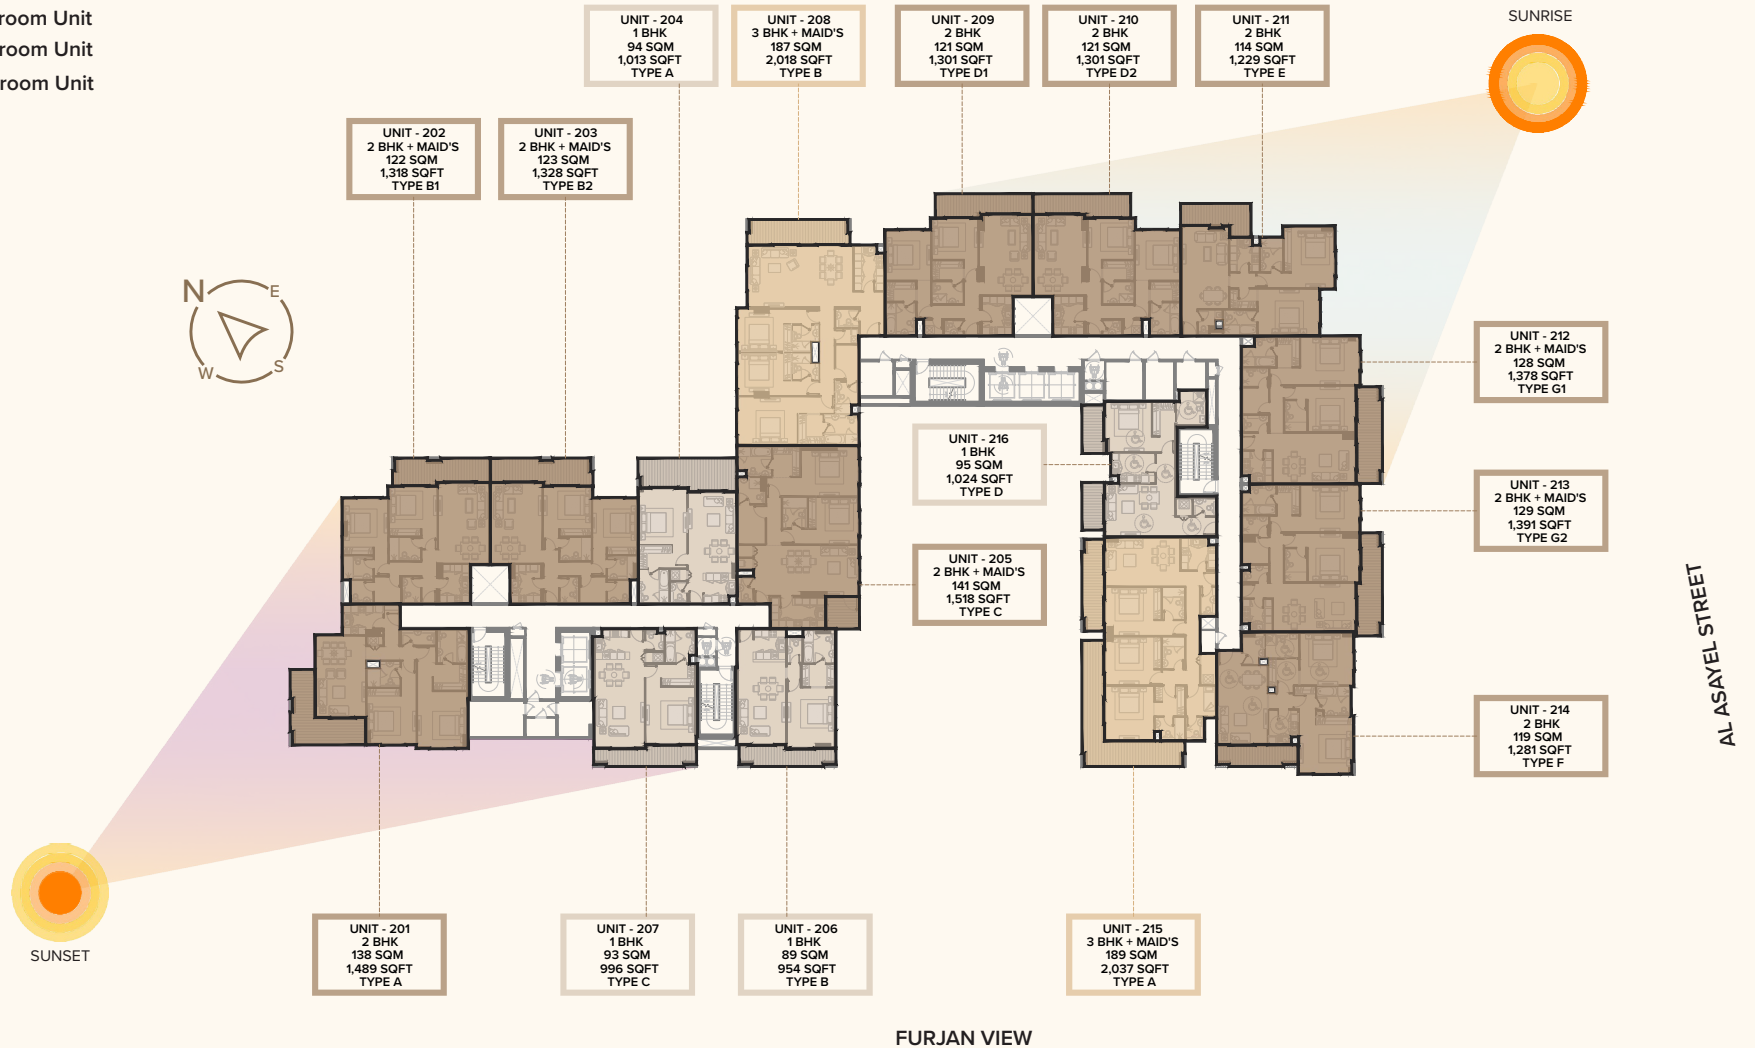 room Unit
room Unit
room Unit
UNIT - 204
1 BHK
94 SQM
1,013 SQFT
TYPE A
UNIT - 208
3 BHK + MAID'S
187 SQM
2,018 SQFT
TYPE B
UNIT - 209
2 BHK
121 SQM
1,301 SQFT
TYPE D1
UNIT - 210
2 BHK
121 SQM
1,301 SQFT
TYPE D2
UNIT - 211
2 BHK
114 SQM
1,229 SQFT
TYPE E
SUNRISE
UNIT - 202
2 BHK + MAID'S
122 SQM
1,318 SQFT
TYPE B1
UNIT - 203
2 BHK + MAID'S
123 SQM
1,328 SQFT
TYPE B2
N
E
W
S
UNIT - 212
2 BHK + MAID'S
128 SQM
1,378 SQFT
TYPE G1
UNIT - 216
1 BHK
95 SQM
1,024 SQFT
TYPE D
UNIT - 213
2 BHK + MAID'S
129 SQM
1,391 SQFT
TYPE G2
UNIT - 205
2 BHK + MAID'S
141 SQM
1,518 SQFT
TYPE C
AL ASAYEL STREET
UNIT - 214
2 BHK
119 SQM
1,281 SQFT
TYPE F
SUNSET
UNIT - 201
2 BHK
138 SQM
1,489 SQFT
TYPE A
UNIT - 207
1 BHK
93 SQM
996 SQFT
TYPE C
UNIT - 206
1 BHK
89 SQM
954 SQFT
TYPE B
UNIT - 215
3 BHK + MAID'S
189 SQM
2,037 SQFT
TYPE A
FURJAN VIEW